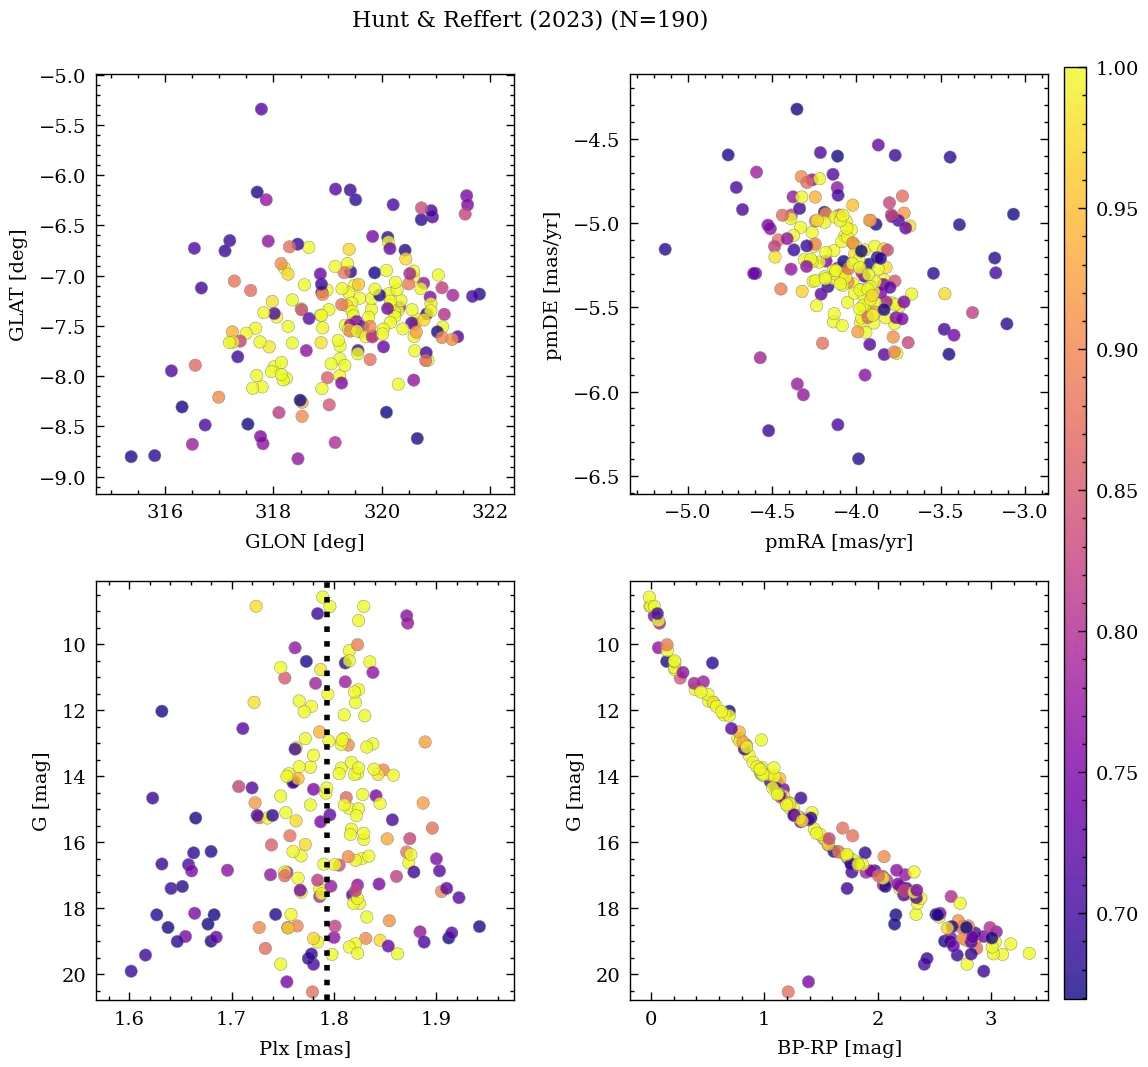 Hunt & Reffert (2023) (N=190)
−5.0
−5.5
−6.0
−6.5
−7.0
−7.5
−8.0
−8.5
−9.0
GLAT [deg]
316 318 320 322
GLON [deg]
−4.5
−5.0
−5.5
−6.0
−6.5
pmDE [mas/yr]
−5.0 −4.5 −4.0 −3.5 −3.0
pmRA [mas/yr]
10
12
14
16
18
20
G [mag]
1.6 1.7 1.8 1.9
Plx [mas]
10
12
14
16
18
20
G [mag]
0 1 2 3
BP-RP [mag]
1.00
0.95
0.90
0.85
0.80
0.75
0.70